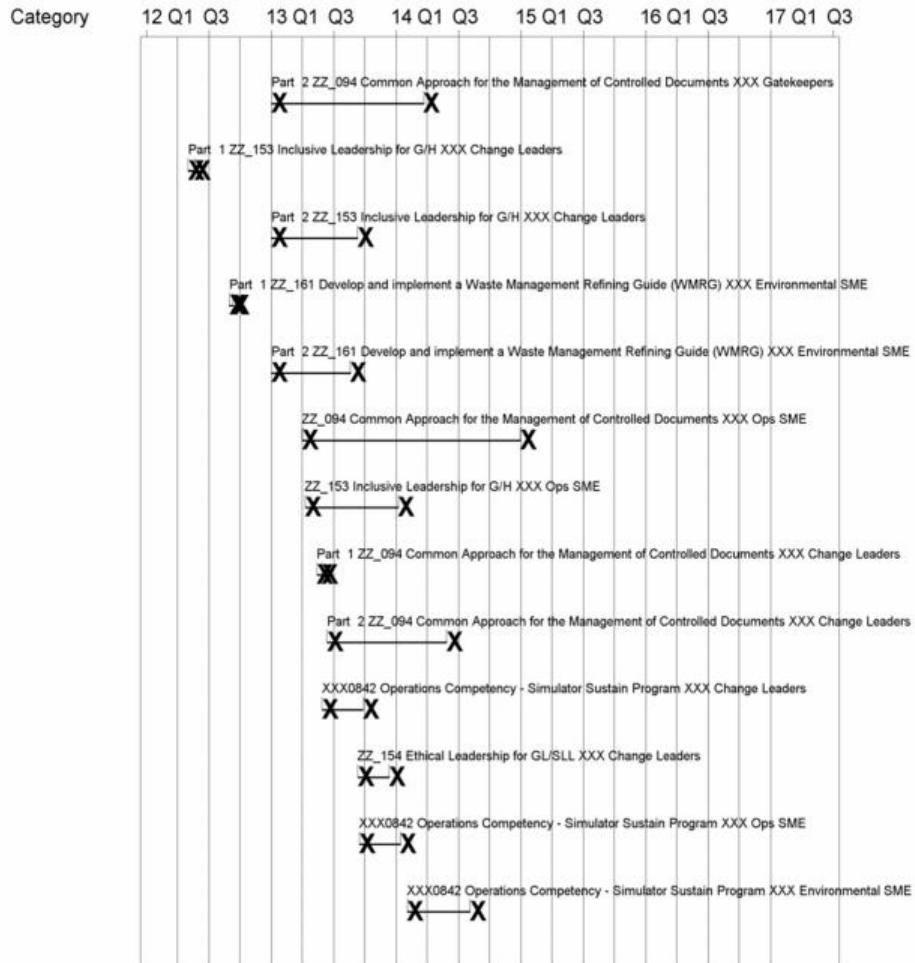 Category 12 Q1 Q3 13 Q1 Q3 14 Q1 Q3 15 Q1 Q3 16 Q1 Q3 17 Q1 Q3
Part 2 ZZ_094 Common Approach for the Management of Controlled Documents XXX Gatekeepers
Part 1 ZZ_153 Inclusive Leadership for G/H XXX Change Leaders
Part 2 ZZ_153 Inclusive Leadership for G/H XXX Change Leaders
Part 1 ZZ_161 Develop and implement a Waste Management Refining Guide (WMRG) XXX Environmental SME
Part 2 ZZ_161 Develop and implement a Waste Management Refining Guide (WMRG) XXX Environmental SME
ZZ_094 Common Approach for the Management of Controlled Documents XXX Ops SME
ZZ_153 Inclusive Leadership for G/H XXX Ops SME
Part 1 ZZ_094 Common Approach for the Management of Controlled Documents XXX Change Leaders
Part 2 ZZ_094 Common Approach for the Management of Controlled Documents XXX Change Leaders
XXX0842 Operations Competency - Simulator Sustain Program XXX Change Leaders
ZZ_154 Ethical Leadership for GL/SLL XXX Change Leaders
XXX0842 Operations Competency - Simulator Sustain Program XXX Ops SME
XXX0842 Operations Competency - Simulator Sustain Program XXX Environmental SME